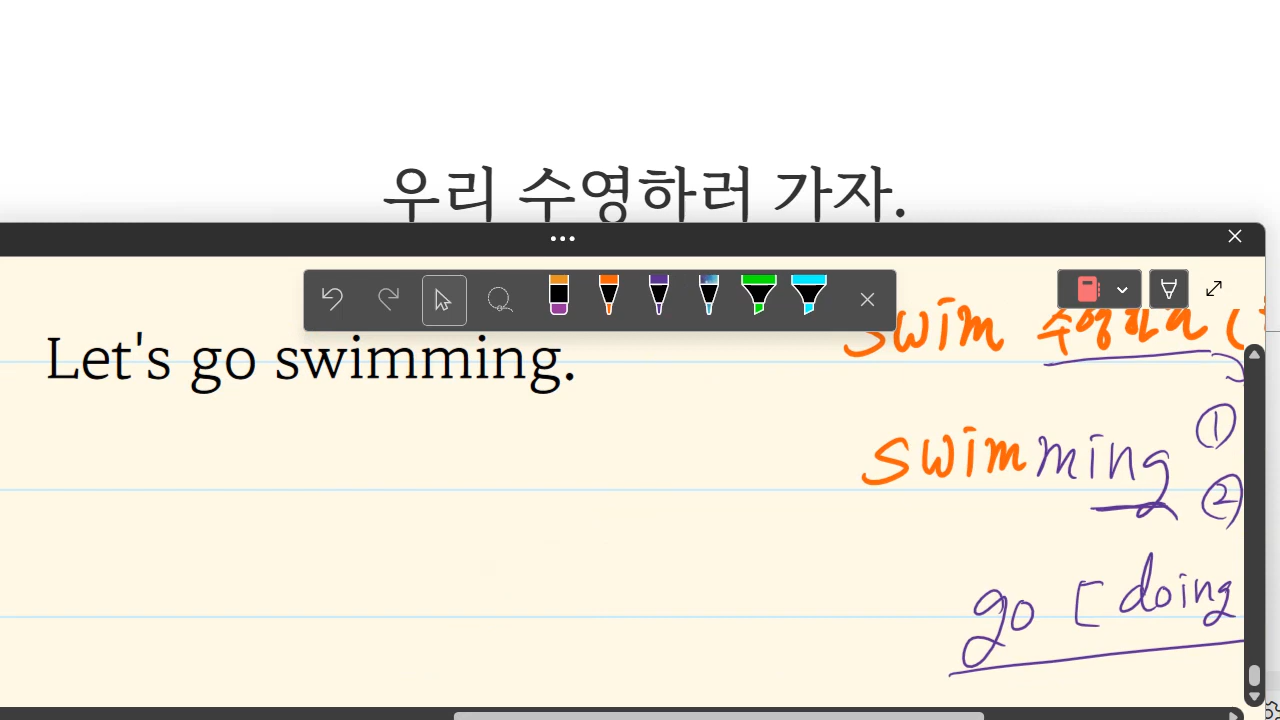 우리 수영하러 가자.
Let's go swimming.
swim 수영하다 (
swimming ①
②
go [ doing